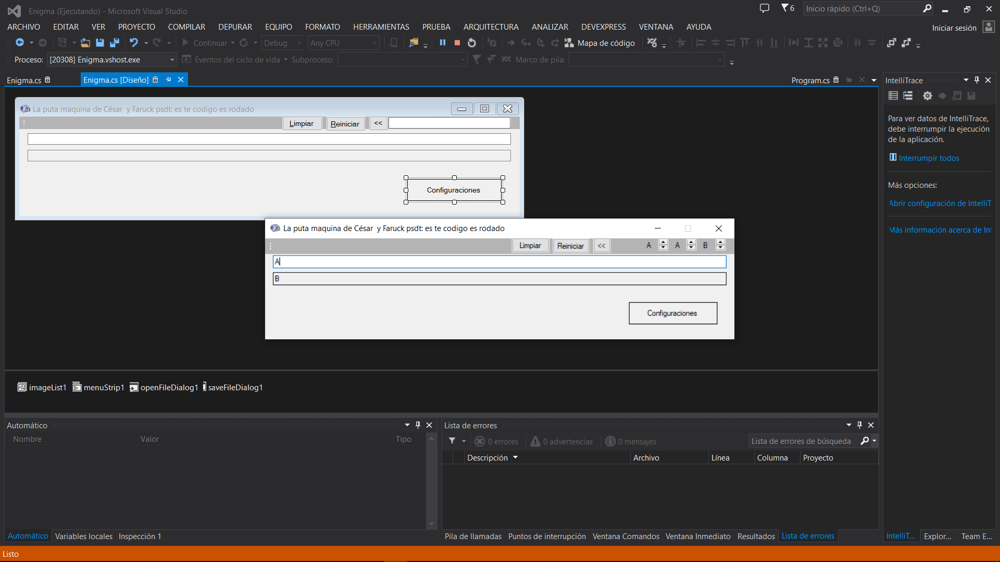 Enigma (Ejecutando) - Microsoft Visual Studio
6
Inicio rápido (Ctrl+Q)
ARCHIVO EDITAR VER PROYECTO COMPILAR DEPURAR EQUIPO FORMATO HERRAMIENTAS PRUEBA ARQUITECTURA ANALIZAR DEVEXPRESS VENTANA AYUDA
Iniciar sesión
Continuar Debug Any CPU Mapa de código
Proceso: [20308] Enigma.vshost.exe Eventos del ciclo de vida Subproceso: Marco de pila:
Enigma.cs Enigma.cs [Diseño] Program.cs
La puta maquina de César y Faruck psdt: es te codigo es rodado
Limpiar Reiniciar <<
Configuraciones
La puta maquina de César y Faruck psdt: es te codigo es rodado
Limpiar Reiniciar << A A B
A
B
Configuraciones
imageList1 menuStrip1 openFileDialog1 saveFileDialog1
IntelliTrace
Para ver datos de IntelliTrace,
debe interrumpir la ejecución
de la aplicación.
Interrumpir todos
Más opciones:
Abrir configuración de IntelliT
Más información acerca de Int
Automático
Nombre Valor Tipo
Automático Variables locales Inspección 1
Lista de errores
0 errores 0 advertencias 0 mensajes
Lista de errores de búsqueda
Descripción Archivo Línea Columna Proyecto
Pila de llamadas Puntos de interrupción Ventana Comandos Ventana Inmediato Resultados Lista de errores
IntelliT... Explor... Team E...
Listo